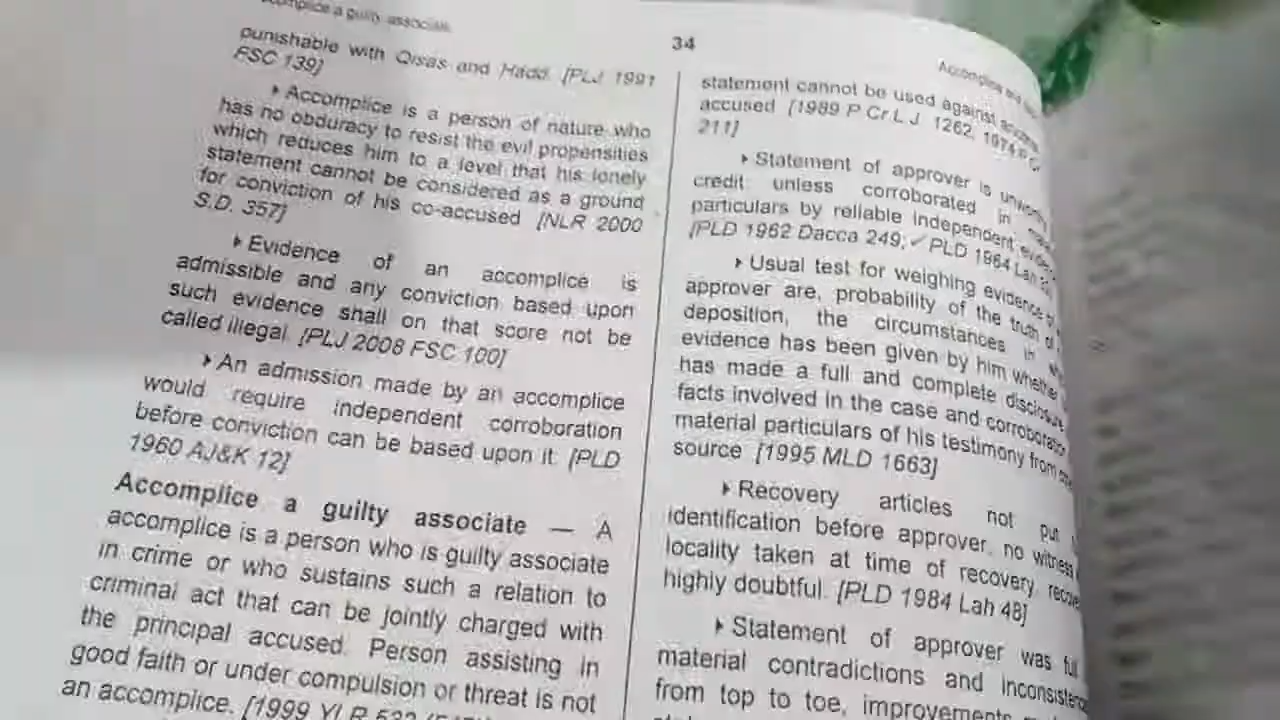 a guilty associate
34
punishable with Qisas and Hadd. [PLJ 1991
FSC 139]
▸ Accomplice is a person of nature who
has no obduracy to resist the evil propensities
which reduces him to a level that his lonely
statement cannot be considered as a ground
for conviction of his co-accused [NLR 2000
S.D. 357]
▸ Evidence of an accomplice is
admissible and any conviction based upon
such evidence shall on that score not be
called illegal. [PLJ 2008 FSC 100]
▸ An admission made by an accomplice
would require independent corroboration
before conviction can be based upon it. [PLD
1960 AJ&K 12]
Accomplice a guilty associate — A
accomplice is a person who is guilty associate
in crime or who sustains such a relation to
criminal act that can be jointly charged with
the principal accused. Person assisting in
good faith or under compulsion or threat is not
an accomplice. [1999 YLR
Accomplice
statement cannot be used against
accused [1989 P Cr L J 1262, 1974 P Cr
211]
▸ Statement of approver is
credit unless corroborated in
particulars by reliable independent
[PLD 1962 Dacca 249; ✓ PLD 1964 Lah
▸ Usual test for weighing evidence of
approver are, probability of the truth of
deposition, the circumstances in
evidence has been given by him whether
has made a full and complete disclosure
facts involved in the case and corroboration
material particulars of his testimony from
source [1995 MLD 1663]
▸ Recovery articles not put
identification before approver, no witness
locality taken at time of recovery,
highly doubtful. [PLD 1984 Lah 48]
▸ Statement of approver was
material contradictions and
from top to toe, improvements